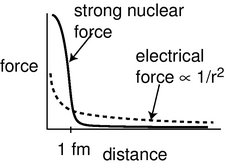 strong nuclear
force
electrical
force ∝ 1/r²
force
1 fm
distance